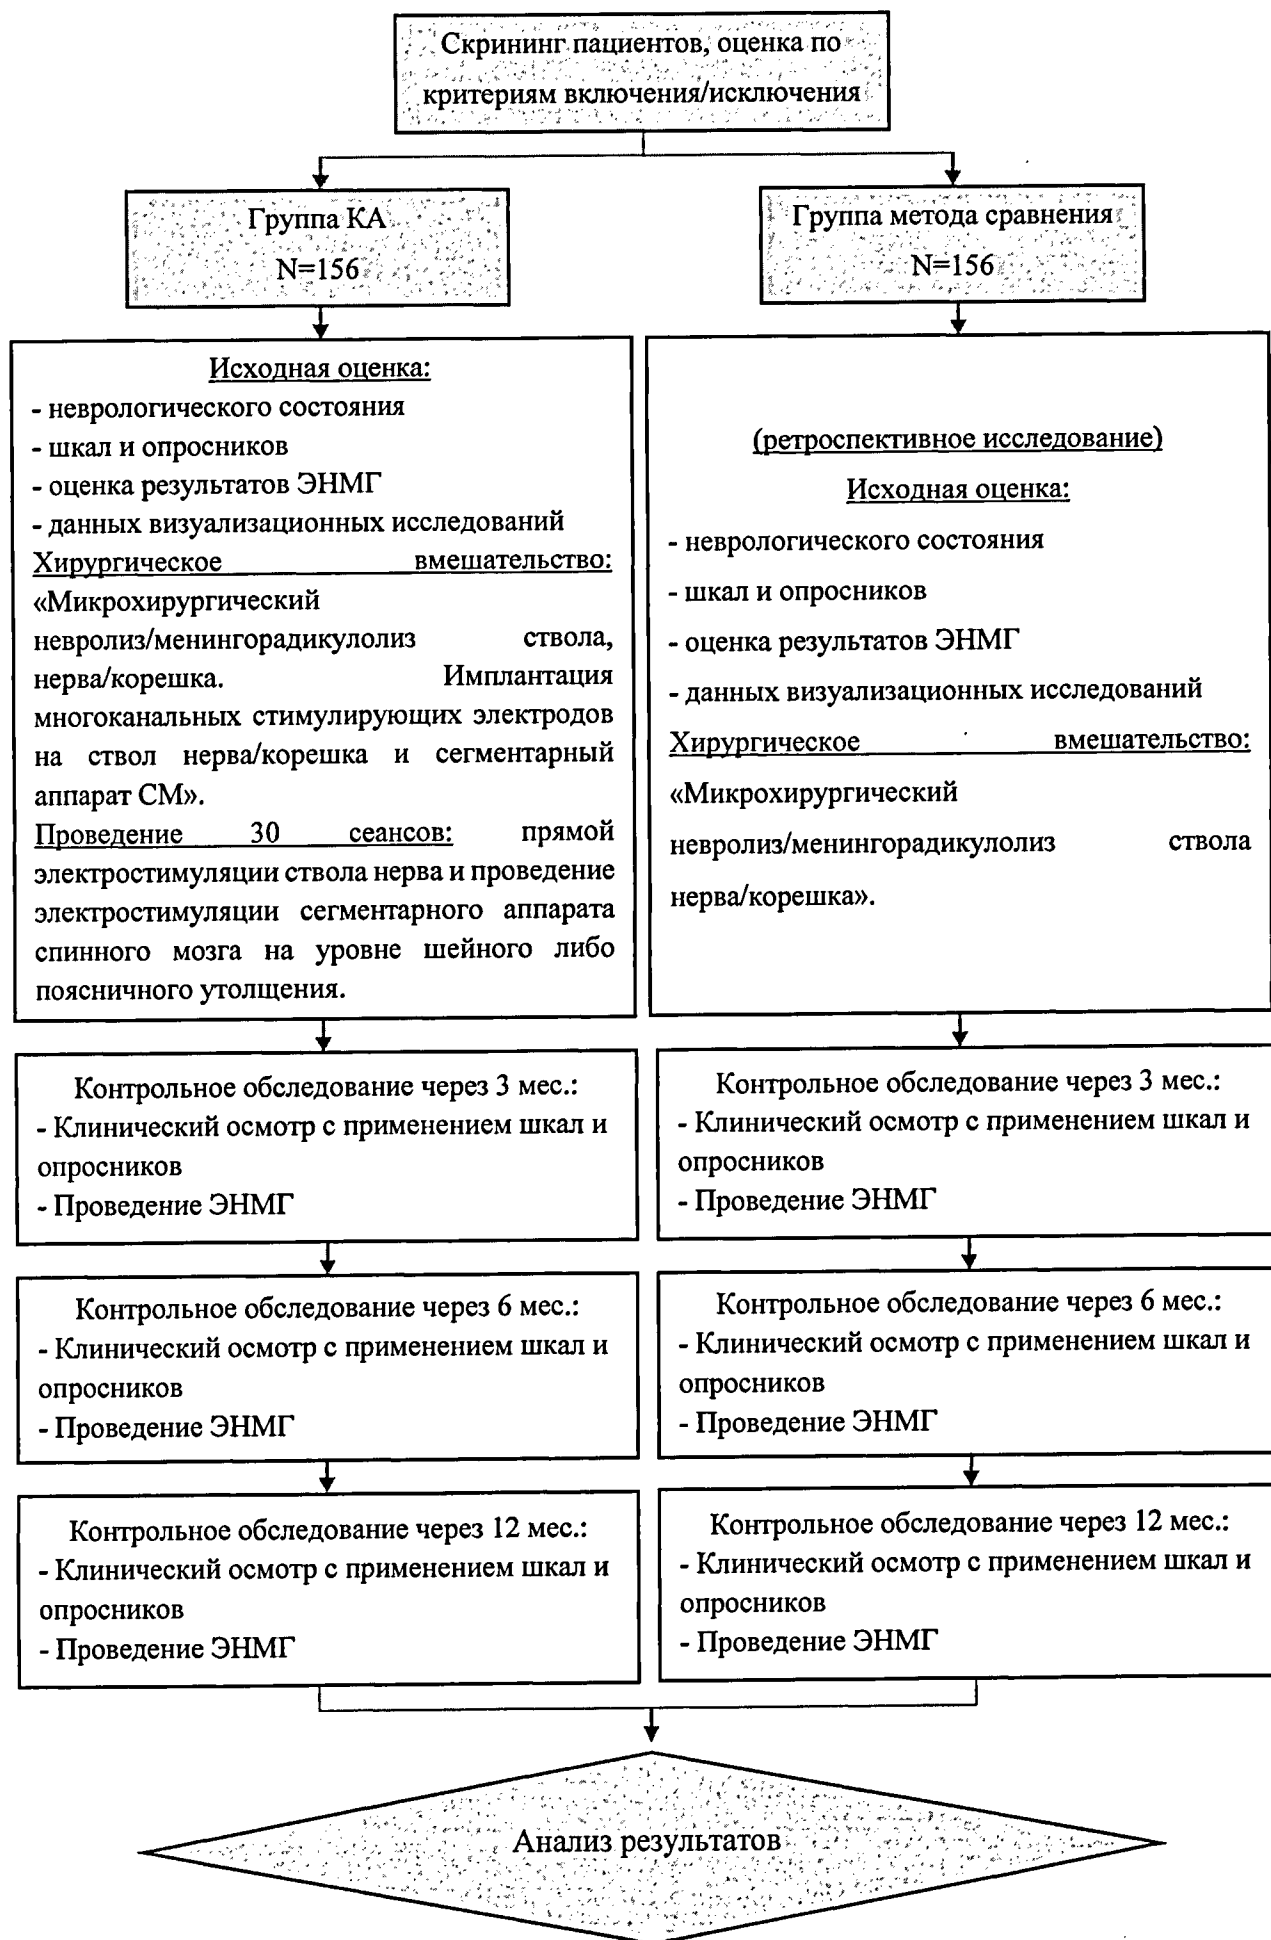 Скрининг пациентов, оценка по
критериям включения/исключения
Группа КА
N=156
Группа метода сравнения
N=156
Исходная оценка:
- неврологического состояния
- шкал и опросников
- оценка результатов ЭНМГ
- данных визуализационных исследований
Хирургическое вмешательство:
«Микрохирургический
невролиз/менингорадикулолиз ствола,
нерва/корешка. Имплантация
многоканальных стимулирующих электродов
на ствол нерва/корешка и сегментарный
аппарат СМ».
Проведение 30 сеансов: прямой
электростимуляции ствола нерва и проведение
электростимуляции сегментарного аппарата
спинного мозга на уровне шейного либо
поясничного утолщения.
(ретроспективное исследование)
Исходная оценка:
- неврологического состояния
- шкал и опросников
- оценка результатов ЭНМГ
- данных визуализационных исследований
Хирургическое вмешательство:
«Микрохирургический
невролиз/менингорадикулолиз ствола
нерва/корешка».
Контрольное обследование через 3 мес.:
- Клинический осмотр с применением шкал и
опросников
- Проведение ЭНМГ
Контрольное обследование через 3 мес.:
- Клинический осмотр с применением шкал и
опросников
- Проведение ЭНМГ
Контрольное обследование через 6 мес.:
- Клинический осмотр с применением шкал и
опросников
- Проведение ЭНМГ
Контрольное обследование через 6 мес.:
- Клинический осмотр с применением шкал и
опросников
- Проведение ЭНМГ
Контрольное обследование через 12 мес.:
- Клинический осмотр с применением шкал и
опросников
- Проведение ЭНМГ
Контрольное обследование через 12 мес.:
- Клинический осмотр с применением шкал и
опросников
- Проведение ЭНМГ
Анализ результатов